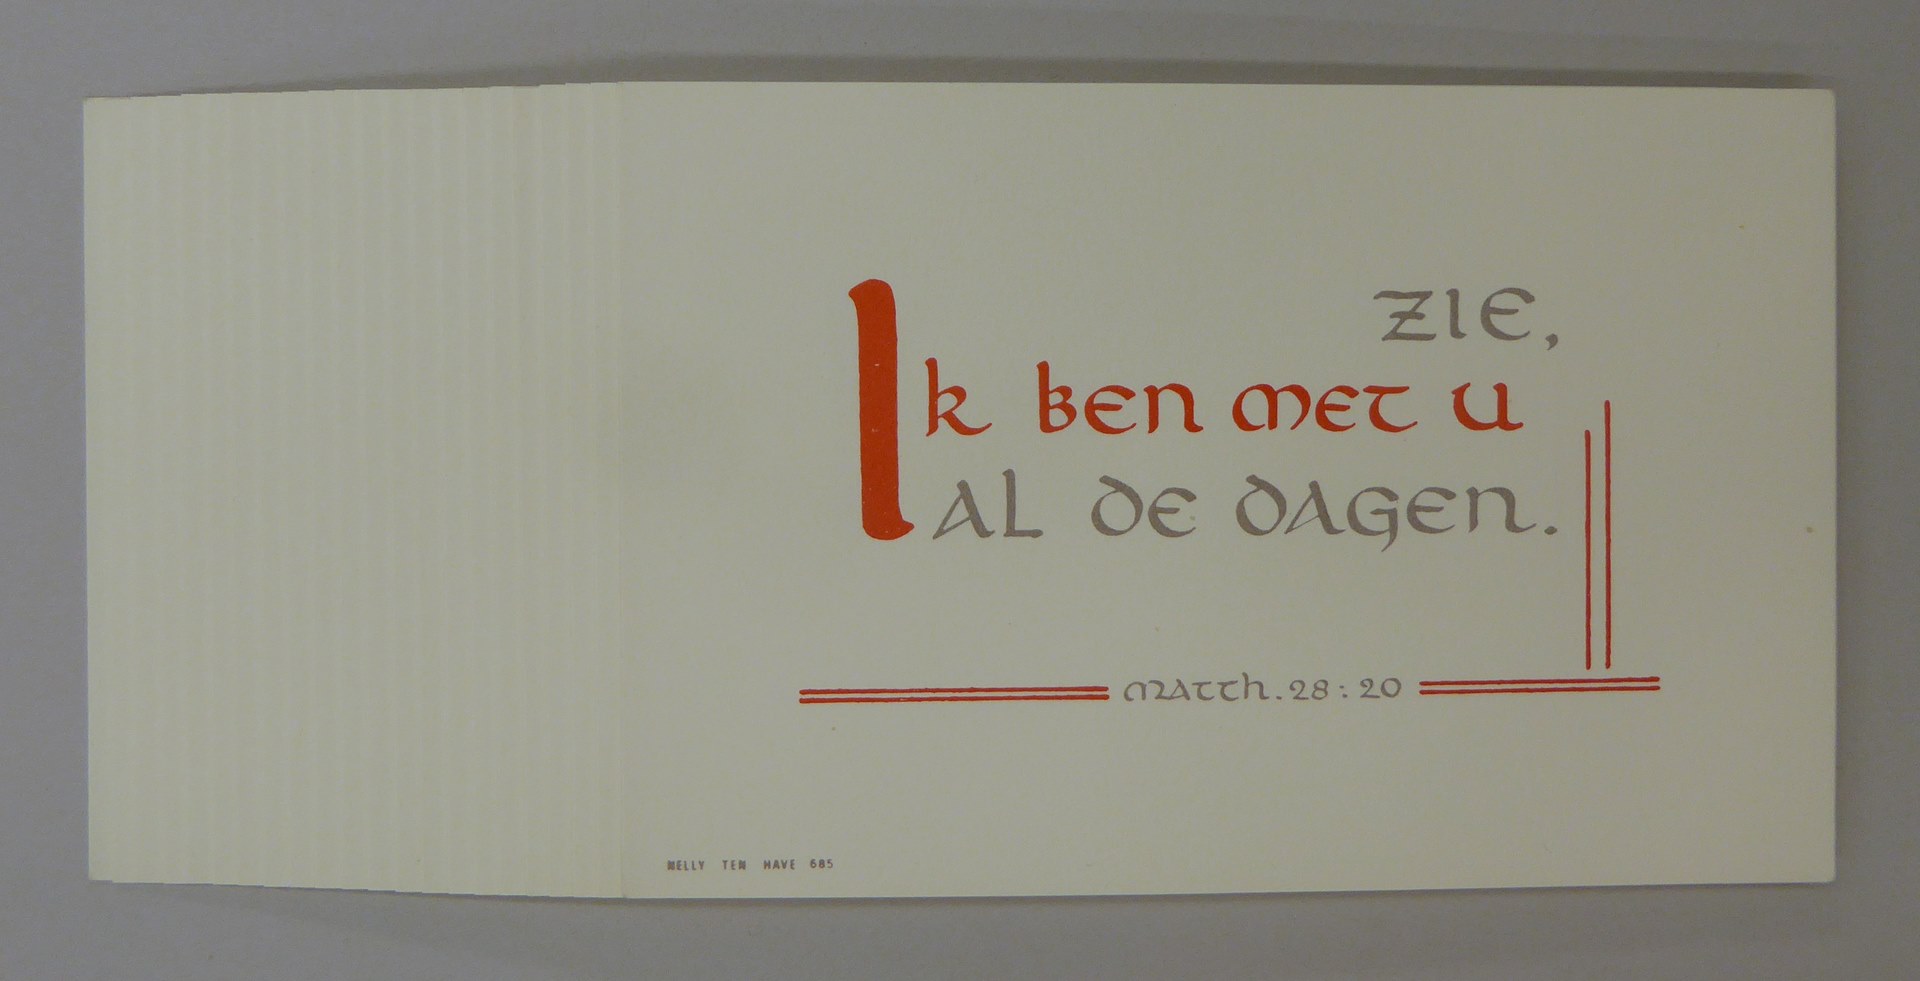 ZIE,
Ik BEN MET U
AL DE DAGEN.
MATTh. 28 : 20
NELLY TEN HAVE 685